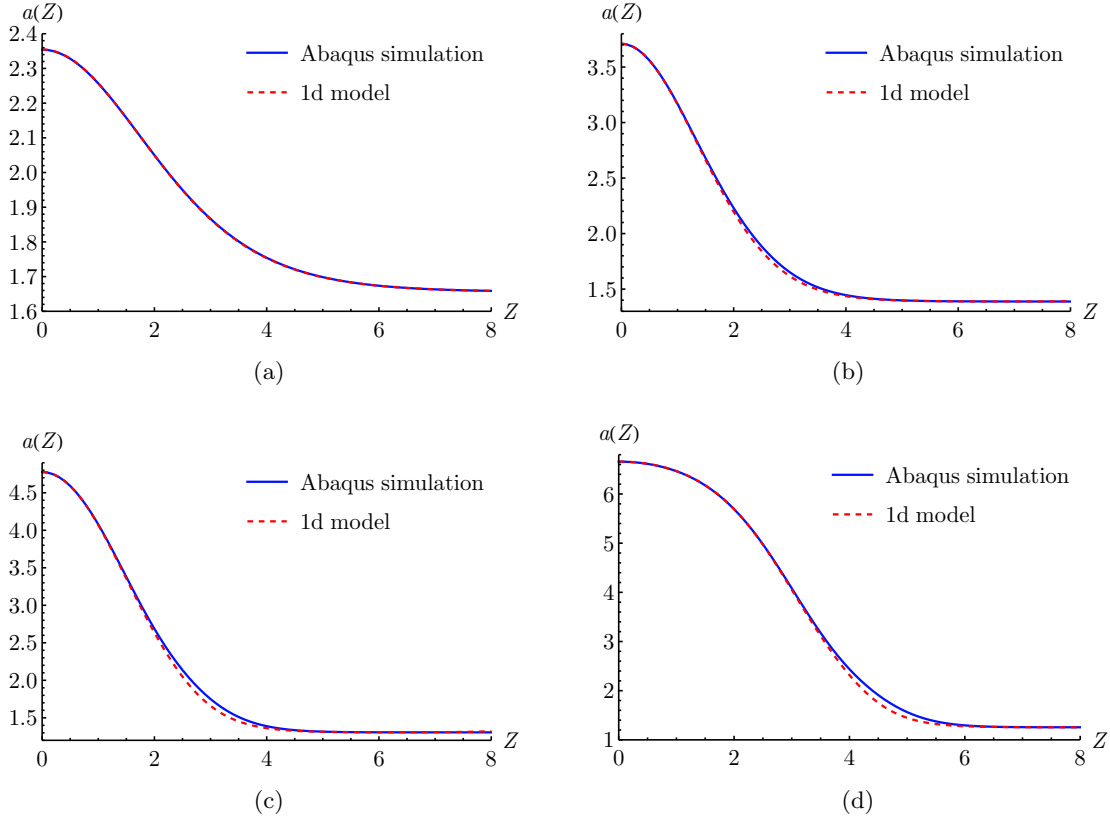 a(Z)
2.4
2.3
2.2
2.1
2.0
1.9
1.8
1.7
1.6
0 2 4 6 8 Z
Abaqus simulation
1d model
(a)
a(Z)
3.5
3.0
2.5
2.0
1.5
0 2 4 6 8 Z
Abaqus simulation
1d model
(b)
a(Z)
4.5
4.0
3.5
3.0
2.5
2.0
1.5
0 2 4 6 8 Z
Abaqus simulation
1d model
(c)
a(Z)
6
5
4
3
2
1
0 2 4 6 8 Z
Abaqus simulation
1d model
(d)